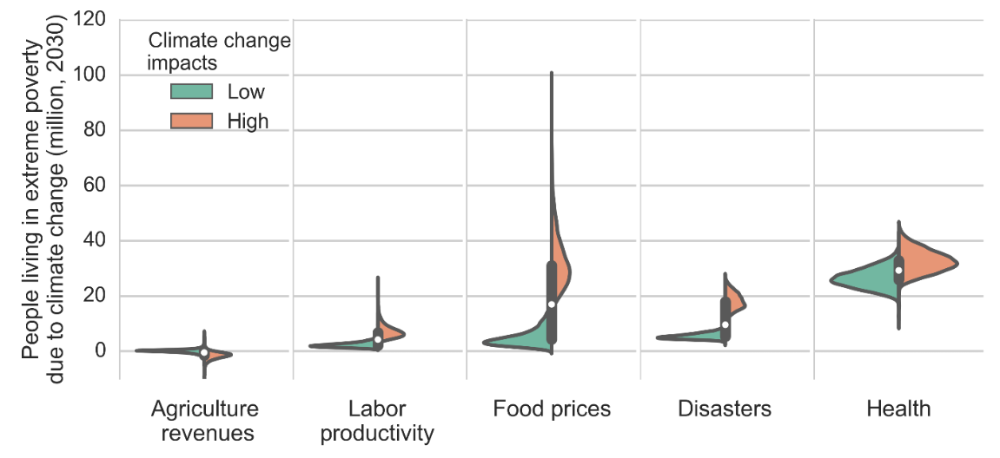 People living in extreme poverty
due to climate change (million, 2030)
120
100
80
60
40
20
0
Climate change
impacts
Low
High
Agriculture
revenues
Labor
productivity
Food prices
Disasters
Health